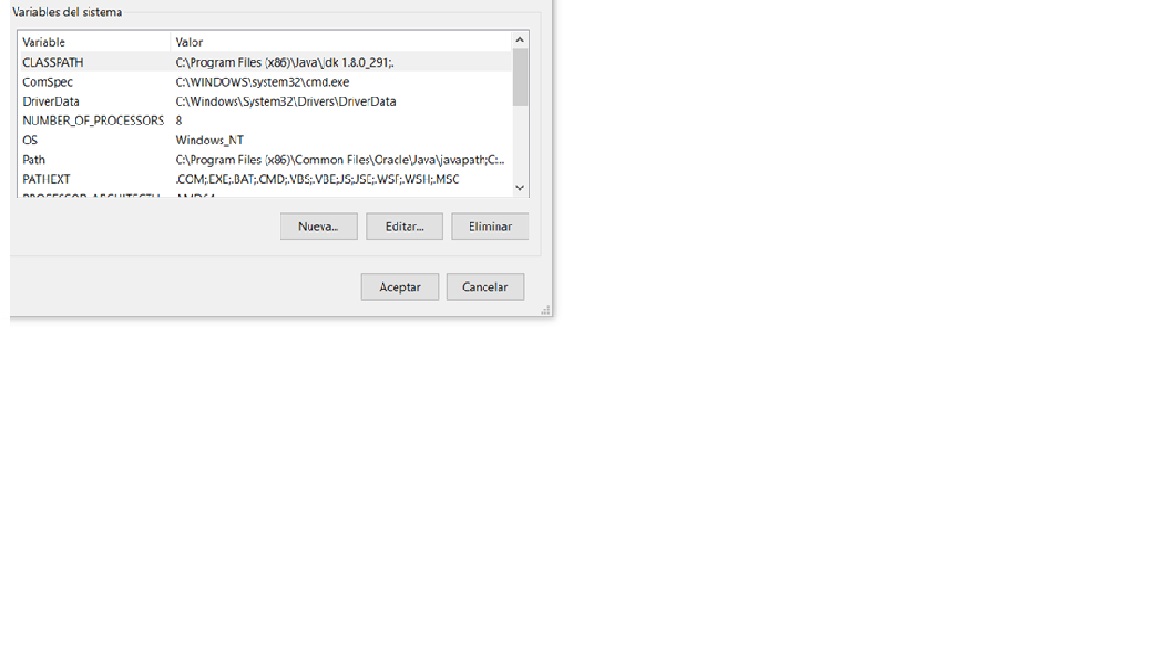 Variables del sistema
Variable Valor
CLASSPATH C:\Program Files (x86)\Java\jdk 1.8.0_291;.
ComSpec C:\WINDOWS\system32\cmd.exe
DriverData C:\Windows\System32\Drivers\DriverData
NUMBER_OF_PROCESSORS 8
OS Windows_NT
Path C:\Program Files (x86)\Common Files\Oracle\Java\javapath;C:...
PATHEXT .COM;.EXE;.BAT;.CMD;.VBS;.VBE;.JS;.JSE;.WSF;.WSH;.MSC
Nueva... Editar... Eliminar
Aceptar Cancelar